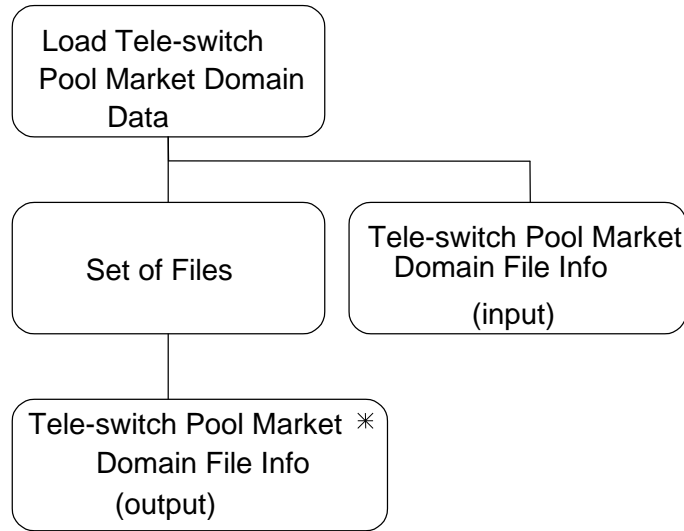 Load Tele-switch
Pool Market Domain
Data
Set of Files
Tele-switch Pool Market
Domain File Info
(input)
Tele-switch Pool Market *
Domain File Info
(output)